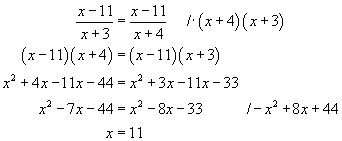 (x−11)/(x+3) = (x−11)/(x+4) /·(x+4)(x+3)
(x−11)(x+4) = (x−11)(x+3)
x²+4x−11x−44 = x²+3x−11x−33
x²−7x−44 = x²−8x−33 /−x²+8x+44
x = 11